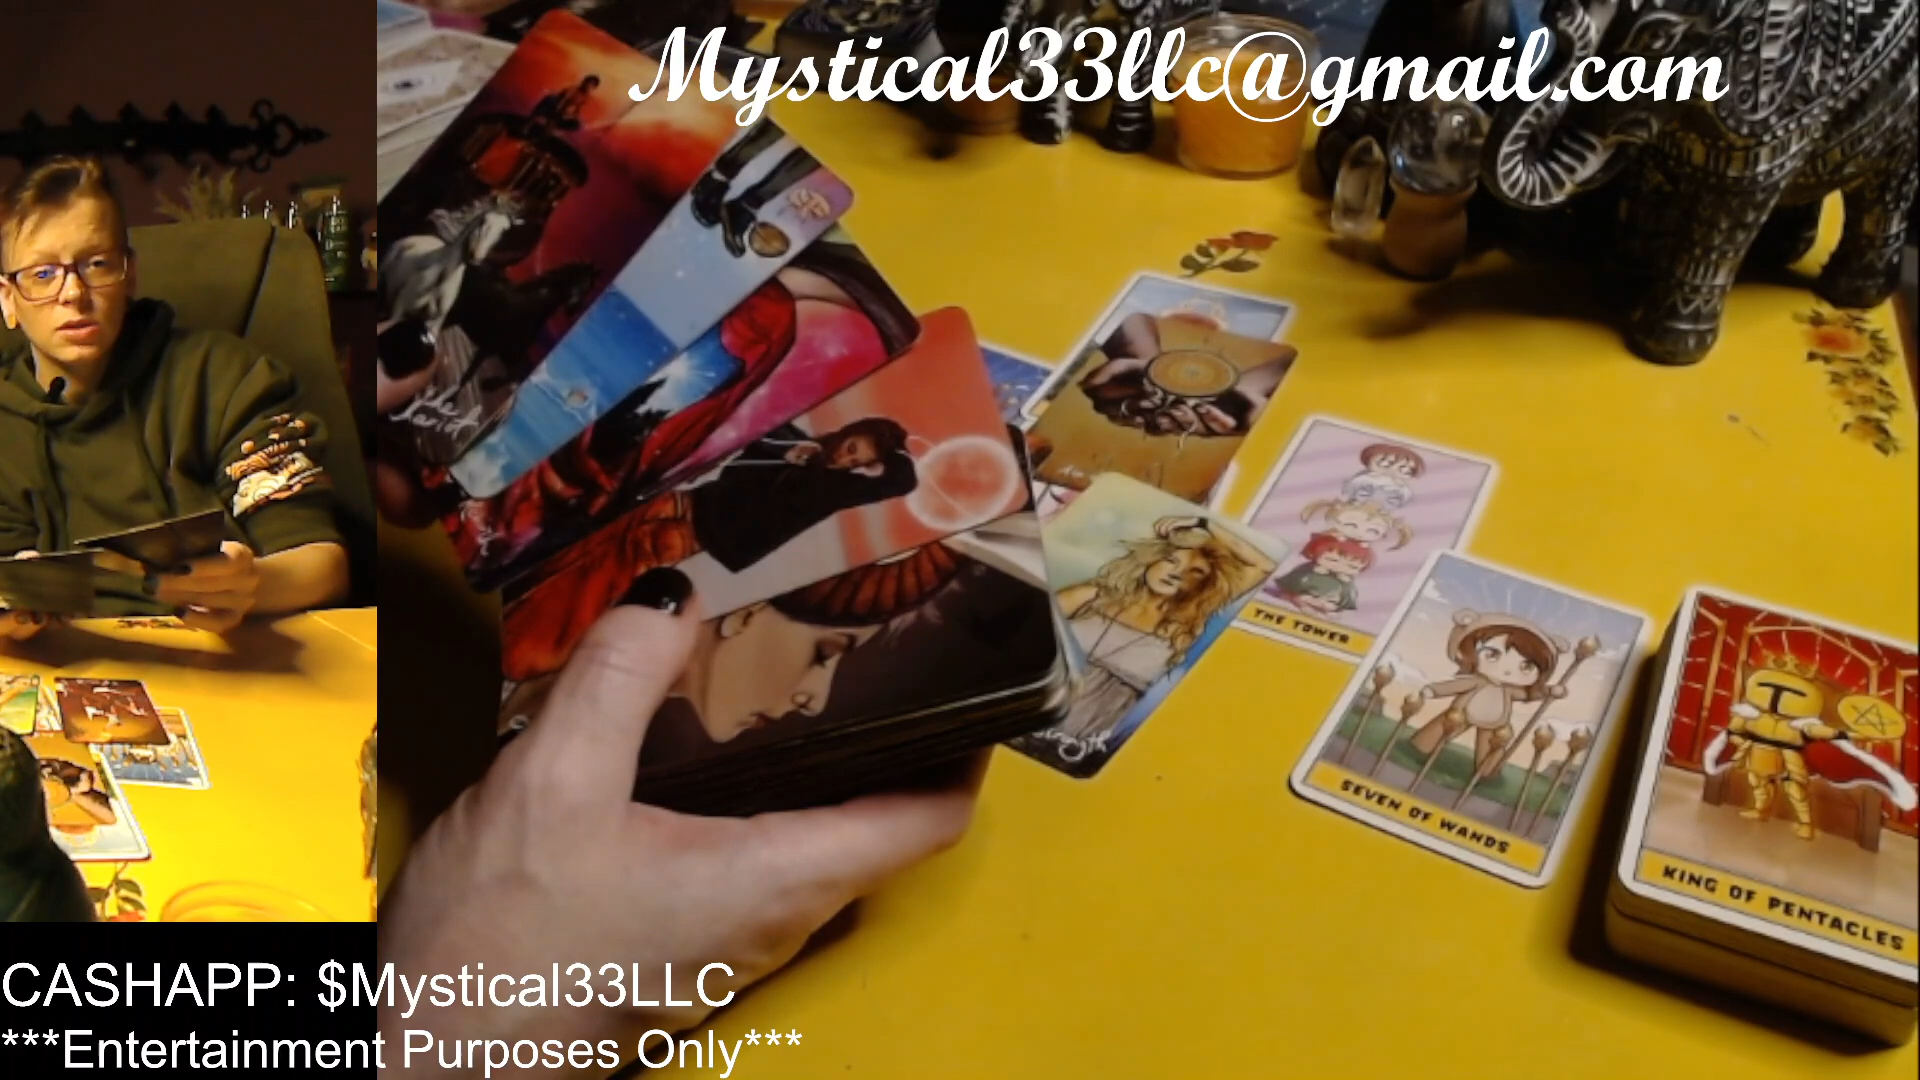 Mystical33llc@gmail.com
THE TOWER
SEVEN OF WANDS
KING OF PENTACLES
CASHAPP: $Mystical33LLC
***Entertainment Purposes Only***